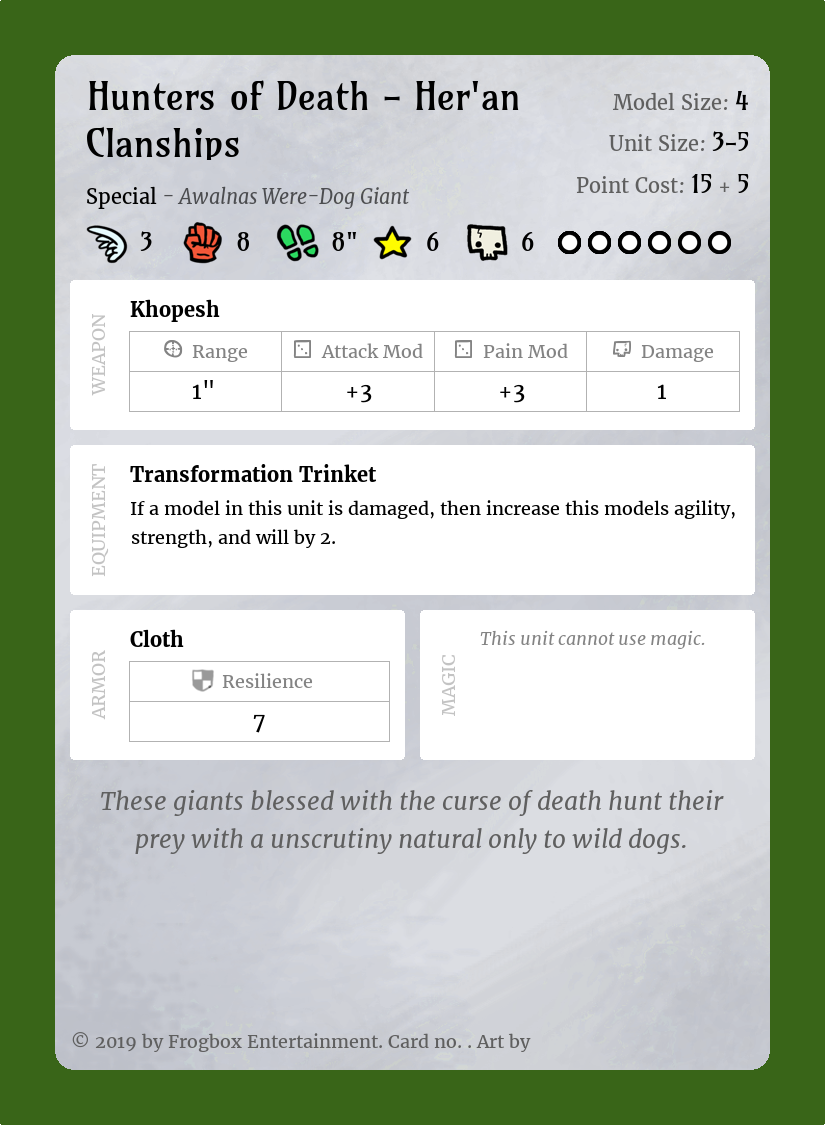 Hunters of Death – Her'an
Clanships
Model Size: 4
Unit Size: 3–5
Point Cost: 15 + 5
Special – Awalnas Were-Dog Giant
3 8 8" 6 6
WEAPON
Khopesh
Range Attack Mod Pain Mod Damage
1" +3 +3 1
EQUIPMENT
Transformation Trinket
If a model in this unit is damaged, then increase this models agility,
strength, and will by 2.
ARMOR
Cloth
Resilience
7
MAGIC
This unit cannot use magic.
These giants blessed with the curse of death hunt their
prey with a unscrutiny natural only to wild dogs.
© 2019 by Frogbox Entertainment. Card no. . Art by